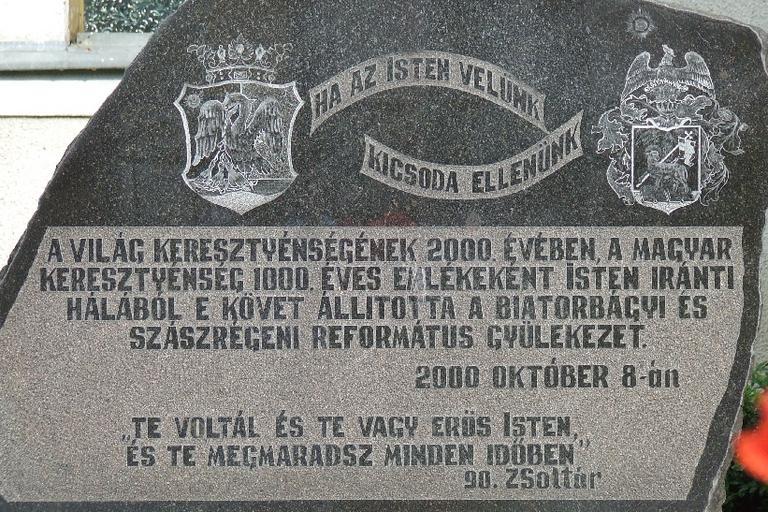 HA AZ ISTEN VELÜNK
KICSODA ELLENÜNK
A VILÁG KERESZTYÉNSÉGÉNEK 2000. ÉVÉBEN, A MAGYAR
KERESZTYÉNSÉG 1000. ÉVES EMLÉKEKÉNT ISTEN IRÁNTI
HÁLÁBÓL E KÖVET ÁLLITOTTA A BIATORBÁGYI ÉS
SZÁSZRÉGENI REFORMÁTUS GYÜLEKEZET.
2000 OKTÓBER 8-án
„TE VOLTÁL ÉS TE VAGY ERŐS ISTEN,
ÉS TE MEGMARADSZ MINDEN IDŐBEN"
90. ZSoltár